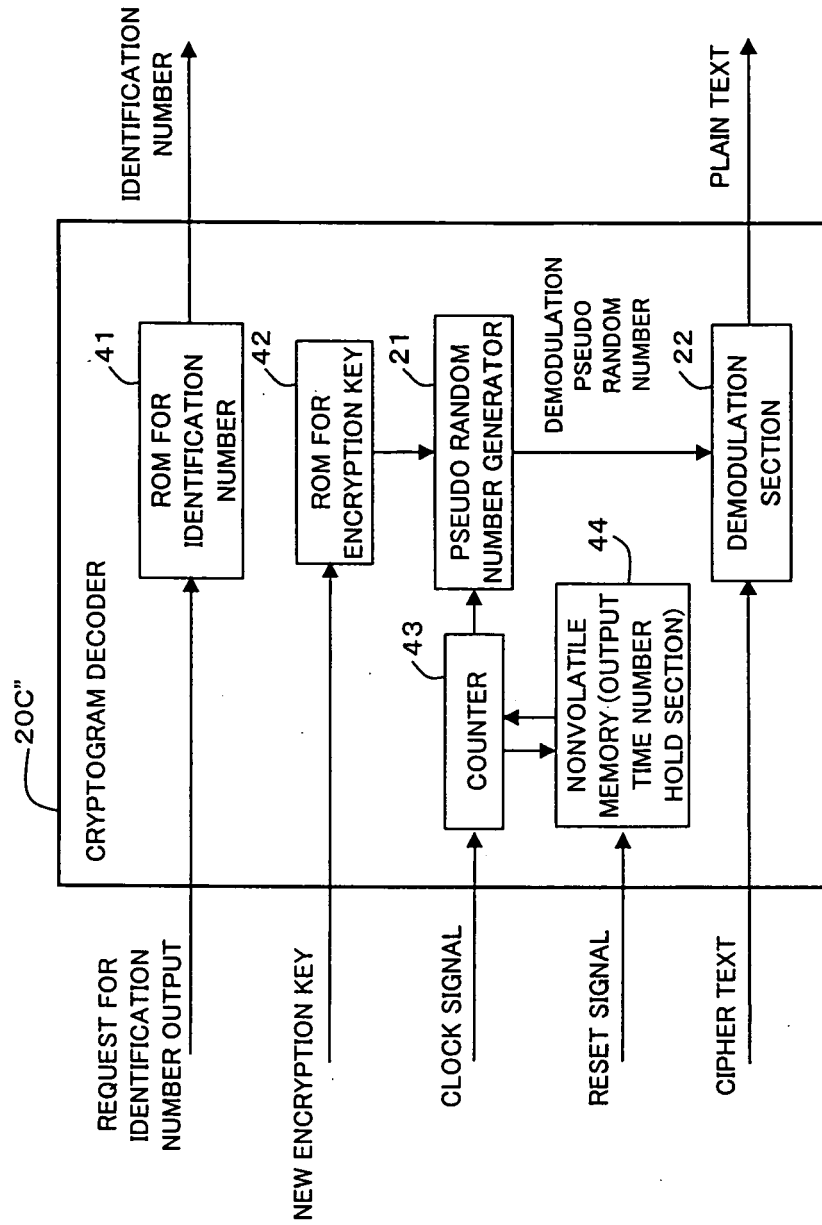 20C"
CRYPTOGRAM DECODER
REQUEST FOR
IDENTIFICATION
NUMBER OUTPUT
41
ROM FOR
IDENTIFICATION
NUMBER
IDENTIFICATION
NUMBER
NEW ENCRYPTION KEY
42
ROM FOR
ENCRYPTION KEY
CLOCK SIGNAL
43
COUNTER
21
PSEUDO RANDOM
NUMBER GENERATOR
RESET SIGNAL
44
NONVOLATILE
MEMORY (OUTPUT
TIME NUMBER
HOLD SECTION)
DEMODULATION
PSEUDO
RANDOM
NUMBER
CIPHER TEXT
22
DEMODULATION
SECTION
PLAIN TEXT